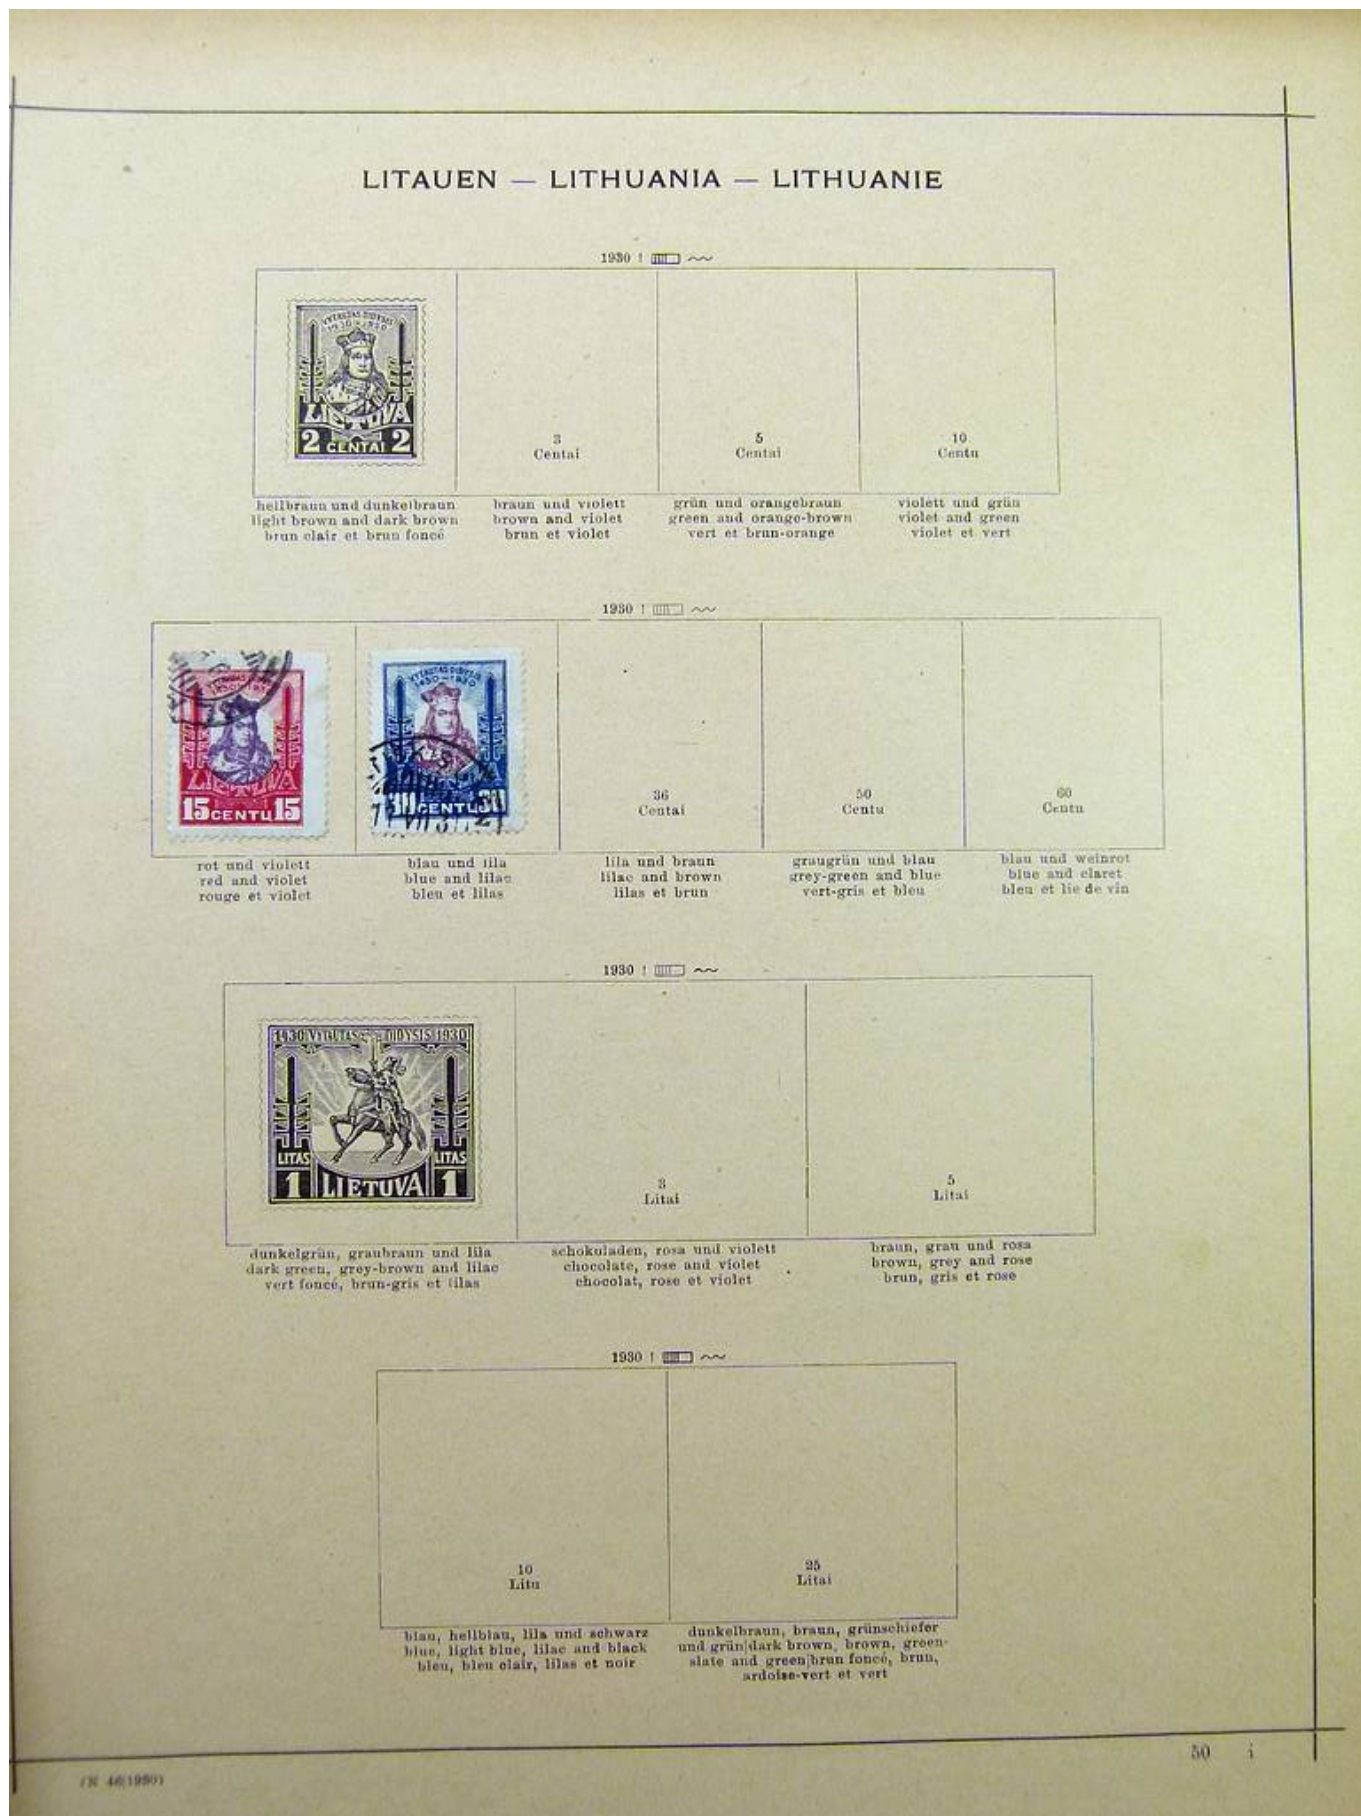 LITAUEN — LITHUANIA — LITHUANIE
1930 !
VYTAUTAS DIDYSIS
1430-1930
LIETUVA
2 CENTAI 2
3
Centai
5
Centai
10
Centu
hellbraun und dunkelbraun
light brown and dark brown
brun clair et brun foncé
braun und violett
brown and violet
brun et violet
grün und orangebraun
green and orange-brown
vert et brun-orange
violett und grün
violet and green
violet et vert
1930 !
1430-1930
LIETUVA
15 CENTŲ 15
VYTAUTAS DIDYSIS
1430-1930
30 CENTŲ 30
36
Centai
50
Centu
60
Centu
rot und violett
red and violet
rouge et violet
blau und lila
blue and lilac
bleu et lilas
lila und braun
lilac and brown
lilas et brun
graugrün und blau
grey-green and blue
vert-gris et bleu
blau und weinrot
blue and claret
bleu et lie de vin
1930 !
1430 VYTAUTAS DIDYSIS 1930
LITAS LITAS
1 LIETUVA 1
3
Litai
5
Litai
dunkelgrün, graubraun und lila
dark green, grey-brown and lilac
vert foncé, brun-gris et lilas
schokoladen, rosa und violett
chocolate, rose and violet
chocolat, rose et violet
braun, grau und rosa
brown, grey and rose
brun, gris et rose
1930 !
10
Litu
25
Litai
blau, hellblau, lila und schwarz
blue, light blue, lilac and black
bleu, bleu clair, lilas et noir
dunkelbraun, braun, grünschiefer
und grün|dark brown, brown, green-
slate and green|brun foncé, brun,
ardoise-vert et vert
50 i
46(1930)